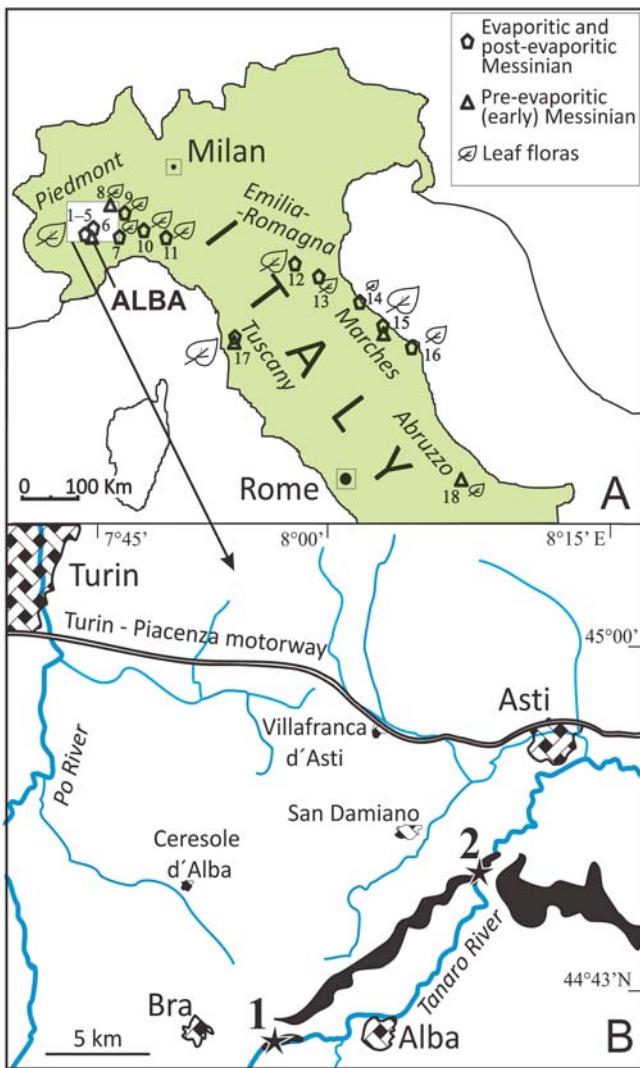 Evaporitic and
post-evaporitic
Messinian
Pre-evaporitic
(early) Messinian
Leaf floras
Milan
Piedmont
Emilia-
-Romagna
8
9
1–5
6
7
10
11
12
13
14
15
16
17
18
ALBA
ITALY
Tuscany
Marches
Abruzzo
Rome
0 100 Km
A
7°45'
8°00'
8°15' E
Turin
Turin - Piacenza motorway
45°00'
Asti
Villafranca
d´Asti
Po River
San Damiano
Ceresole
d´Alba
2
Tanaro River
44°43'N
Bra
1
Alba
5 km
B